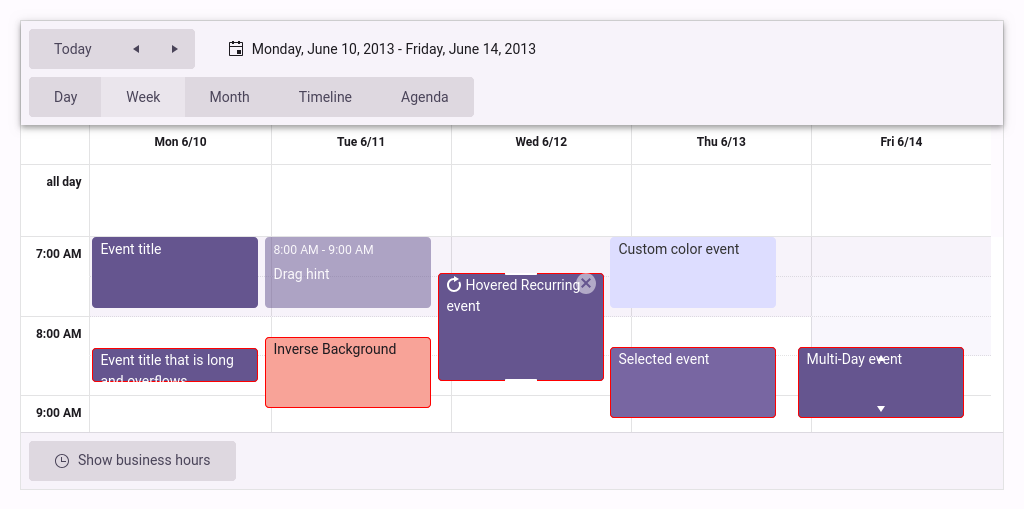 Today
Monday, June 10, 2013 - Friday, June 14, 2013
Day Week Month Timeline Agenda
Mon 6/10 Tue 6/11 Wed 6/12 Thu 6/13 Fri 6/14
all day
7:00 AM
8:00 AM
9:00 AM
Event title
Event title that is long
and overflows
8:00 AM - 9:00 AM
Drag hint
Inverse Background
Hovered Recurring
event
Custom color event
Selected event
Multi-Day event
Show business hours